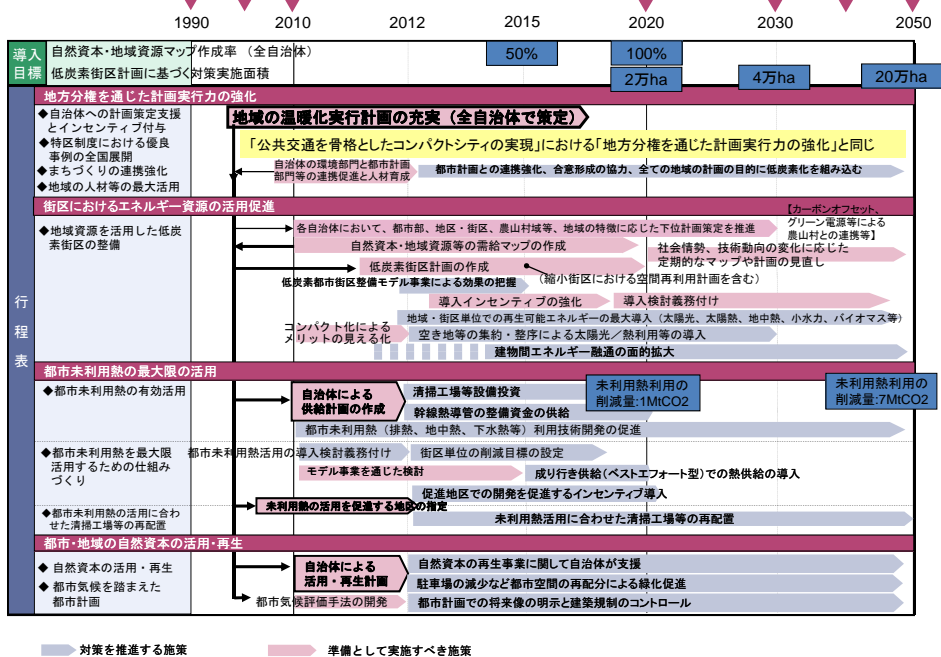 1990 2010 2012 2015 2020 2030 2050
導入
目標
自然資本・地域資源マップ作成率 (全自治体)
50% 100%
低炭素街区計画に基づく対策実施面積
2万ha 4万ha 20万ha
行
程
表
地方分権を通じた計画実行力の強化
◆自治体への計画策定支援
とインセンティブ付与
◆特区制度における優良
事例の全国展開
◆まちづくりの連携強化
◆地域の人材等の最大活用
地域の温暖化実行計画の充実 (全自治体で策定)
「公共交通を骨格としたコンパクトシティの実現」における「地方分権を通じた計画実行力の強化」と同じ
自治体の環境部門と都市計画
部門等の連携促進と人材育成
都市計画との連携強化、合意形成の協力、全ての地域の計画の目的に低炭素化を組み込む
街区におけるエネルギー資源の活用促進
【カーボンオフセット、
グリーン電源等による
農山村との連携等】
◆地域資源を活用した低炭
素街区の整備
各自治体において、都市部、地区・街区、農山村域等、地域の特徴に応じた下位計画策定を推進
自然資本・地域資源等の需給マップの作成
社会情勢、技術動向の変化に応じた
定期的なマップや計画の見直し
低炭素街区計画の作成
(縮小街区における空間再利用計画を含む)
低炭素都市街区整備モデル事業による効果の把握
導入インセンティブの強化
導入検討義務付け
地域・街区単位での再生可能エネルギーの最大導入 (太陽光、太陽熱、地中熱、小水力、バイオマス等)
コンパクト化による
メリットの見える化
空き地等の集約・整序による太陽光/熱利用等の導入
建物間エネルギー融通の面的拡大
都市未利用熱の最大限の活用
◆都市未利用熱の有効活用
自治体による
供給計画の作成
清掃工場等設備投資
幹線熱導管の整備資金の供給
未利用熱利用の
削減量:1MtCO2
未利用熱利用の
削減量:7MtCO2
都市未利用熱 (排熱、地中熱、下水熱等) 利用技術開発の促進
◆都市未利用熱を最大限
活用するための仕組み
づくり
都市未利用熱活用の導入検討義務付け
街区単位の削減目標の設定
モデル事業を通じた検討
成り行き供給(ベストエフォート型)での熱供給の導入
促進地区での開発を促進するインセンティブ導入
未利用熱の活用を促進する地区の指定
◆都市未利用熱の活用に合わ
せた清掃工場等の再配置
未利用熱活用に合わせた清掃工場等の再配置
都市・地域の自然資本の活用・再生
◆ 自然資本の活用・再生
◆ 都市気候を踏まえた
都市計画
自治体による
活用・再生計画
自然資本の再生事業に関して自治体が支援
駐車場の減少など都市空間の再配分による緑化促進
都市気候評価手法の開発
都市計画での将来像の明示と建築規制のコントロール
対策を推進する施策
準備として実施すべき施策